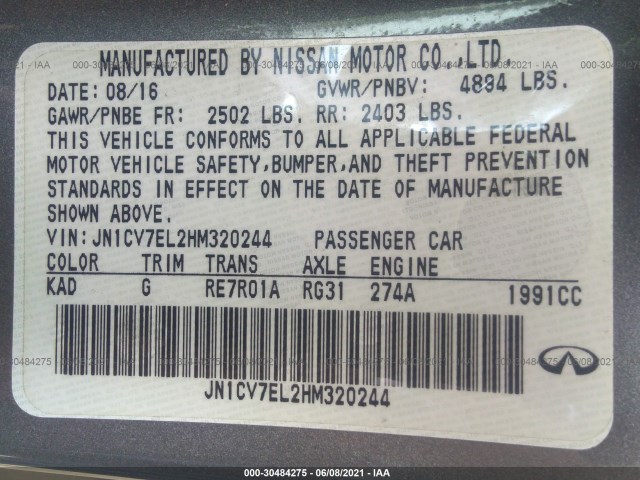 MANUFACTURED BY NISSAN MOTOR CO.,LTD.
DATE: 08/16 GVWR/PNBV: 4894 LBS.
GAWR/PNBE FR: 2502 LBS. RR: 2403 LBS.
THIS VEHICLE CONFORMS TO ALL APPLICABLE FEDERAL
MOTOR VEHICLE SAFETY,BUMPER,AND THEFT PREVENTION
STANDARDS IN EFFECT ON THE DATE OF MANUFACTURE
SHOWN ABOVE.
VIN: JN1CV7EL2HM320244 PASSENGER CAR
COLOR TRIM TRANS AXLE ENGINE
KAD G RE7R01A RG31 274A 1991CC
JN1CV7EL2HM320244
000-30484275 - 06/08/2021 - IAA